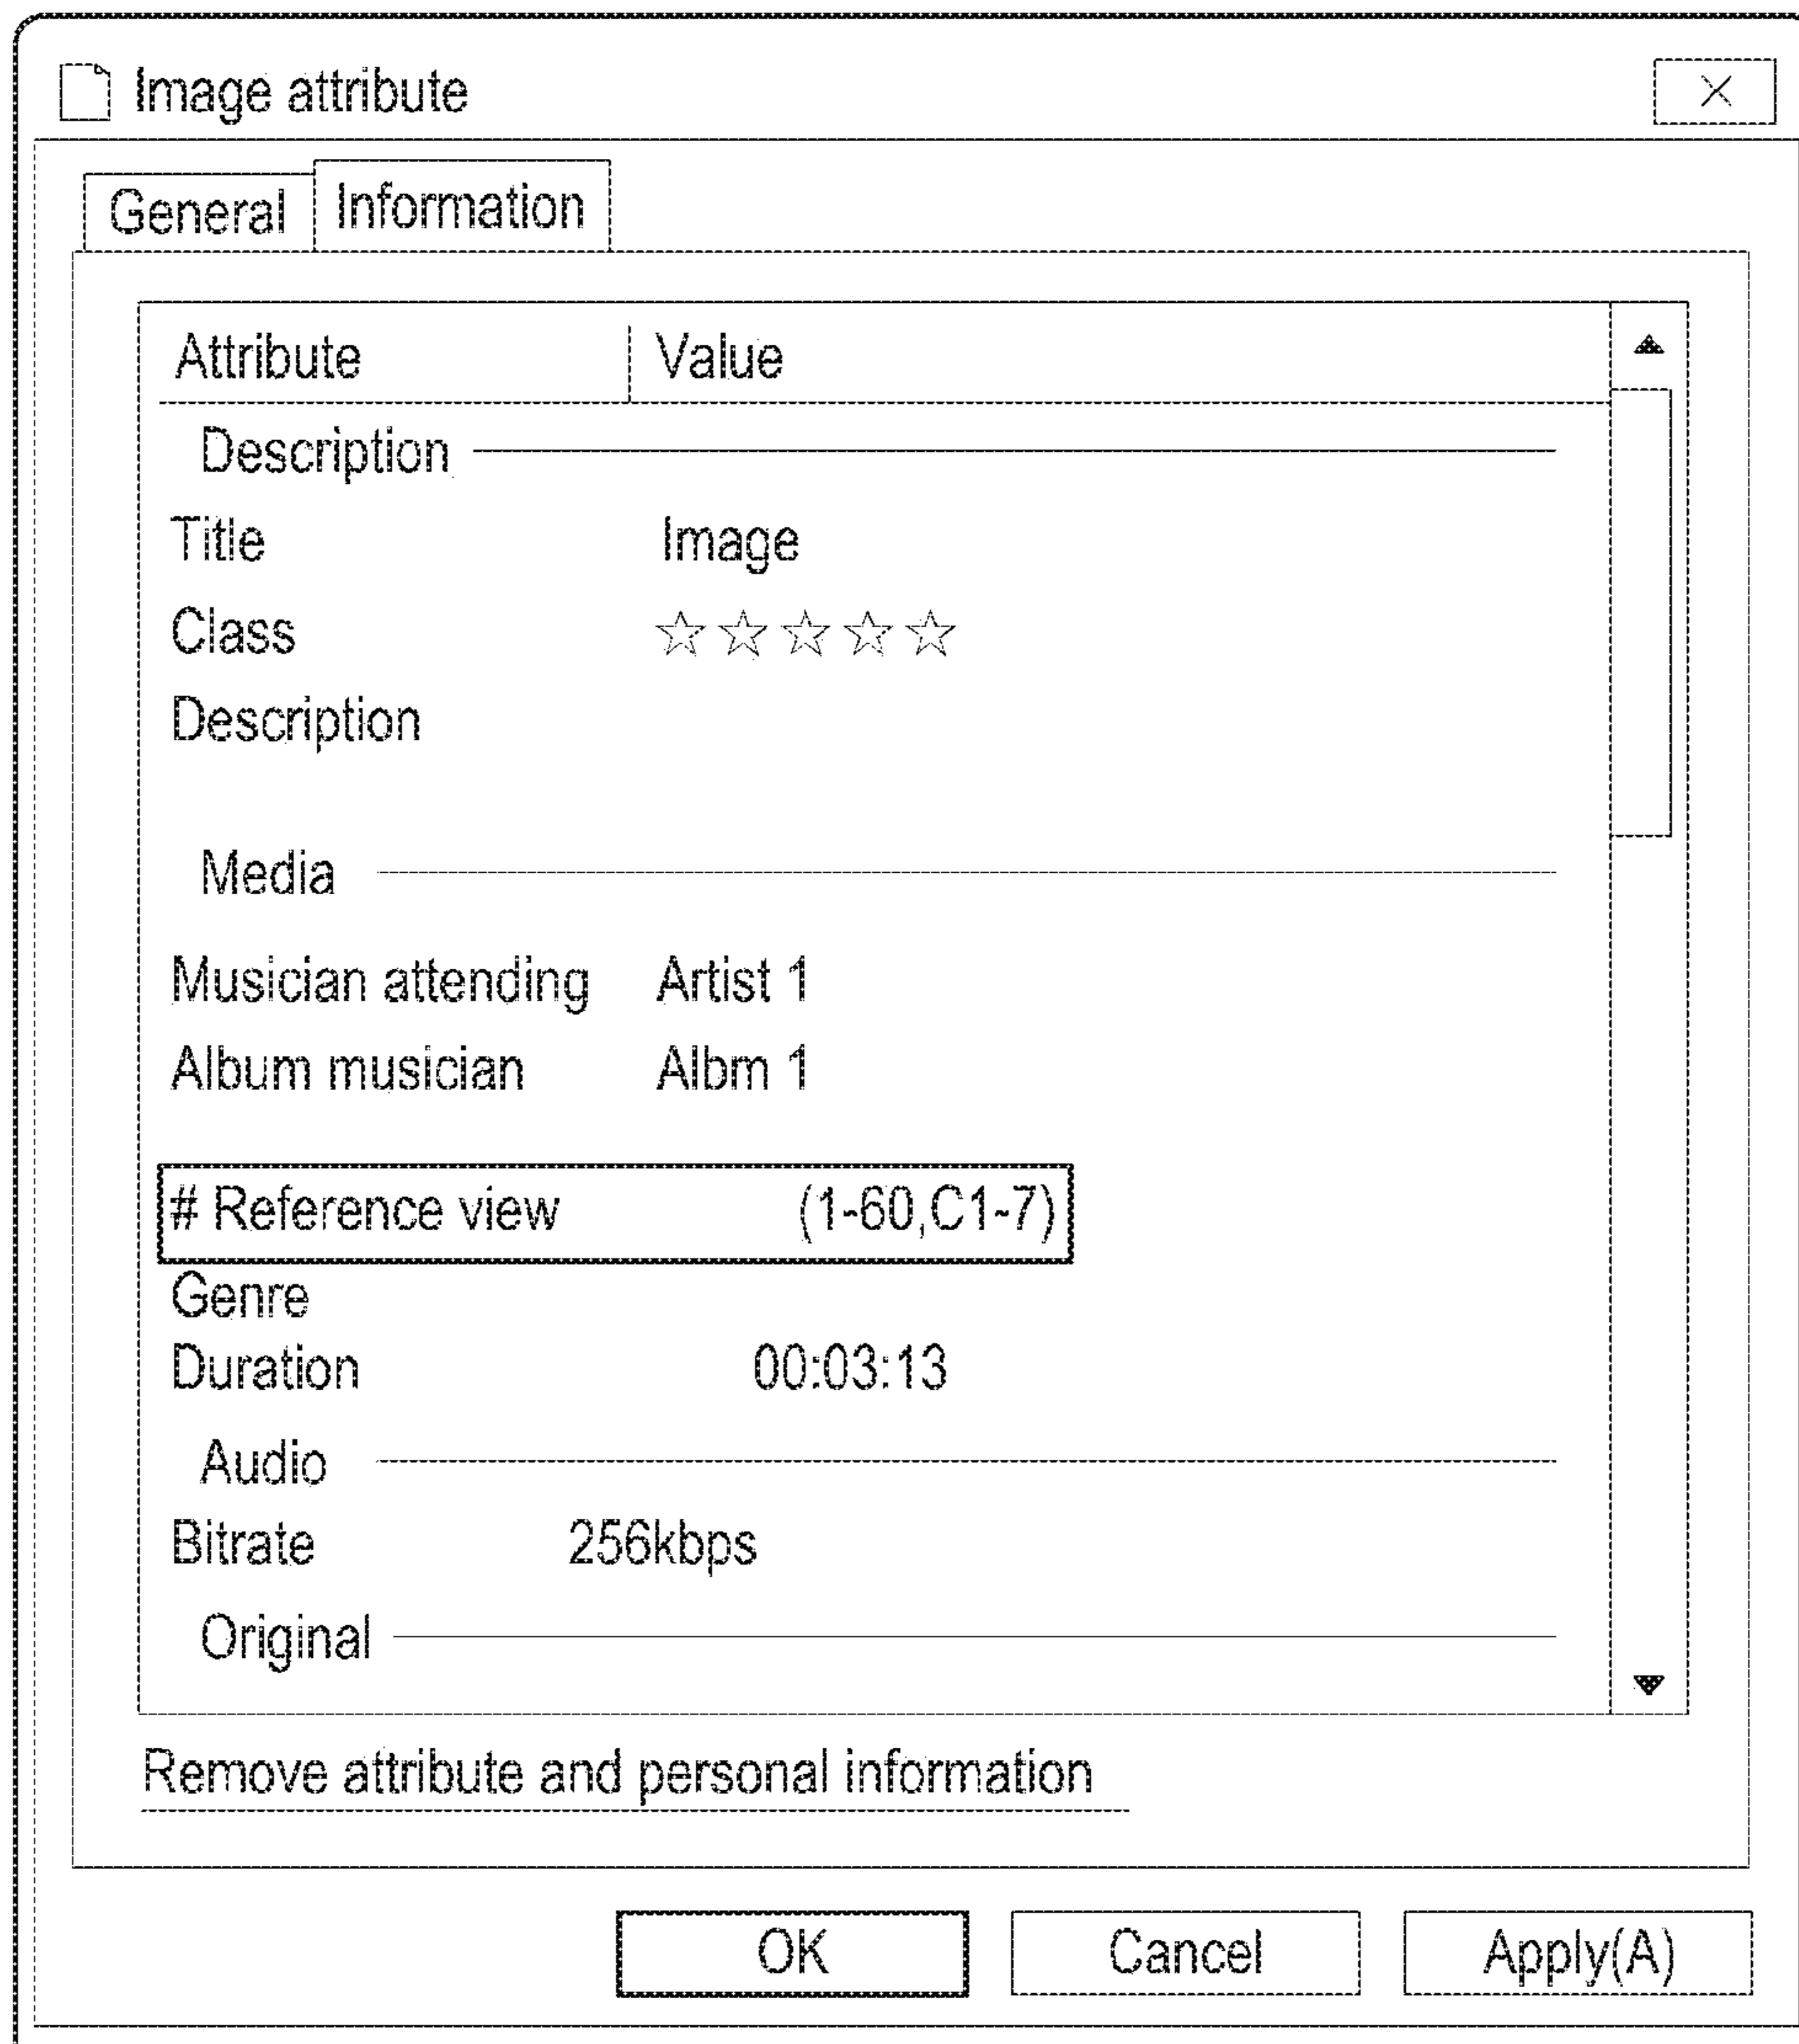 Image attribute
General Information
Attribute Value
Description
Title Image
Class ☆☆☆☆☆
Description
Media
Musician attending Artist 1
Album musician Albm 1
# Reference view (1-60,C1-7)
Genre
Duration 00:03:13
Audio
Bitrate 256kbps
Original
Remove attribute and personal information
OK Cancel Apply(A)